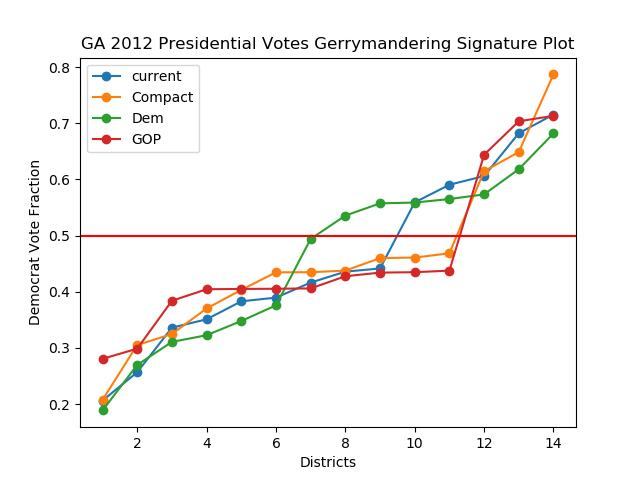 GA 2012 Presidential Votes Gerrymandering Signature Plot
current
Compact
Dem
GOP
Democrat Vote Fraction
0.8
0.7
0.6
0.5
0.4
0.3
0.2
2 4 6 8 10 12 14
Districts